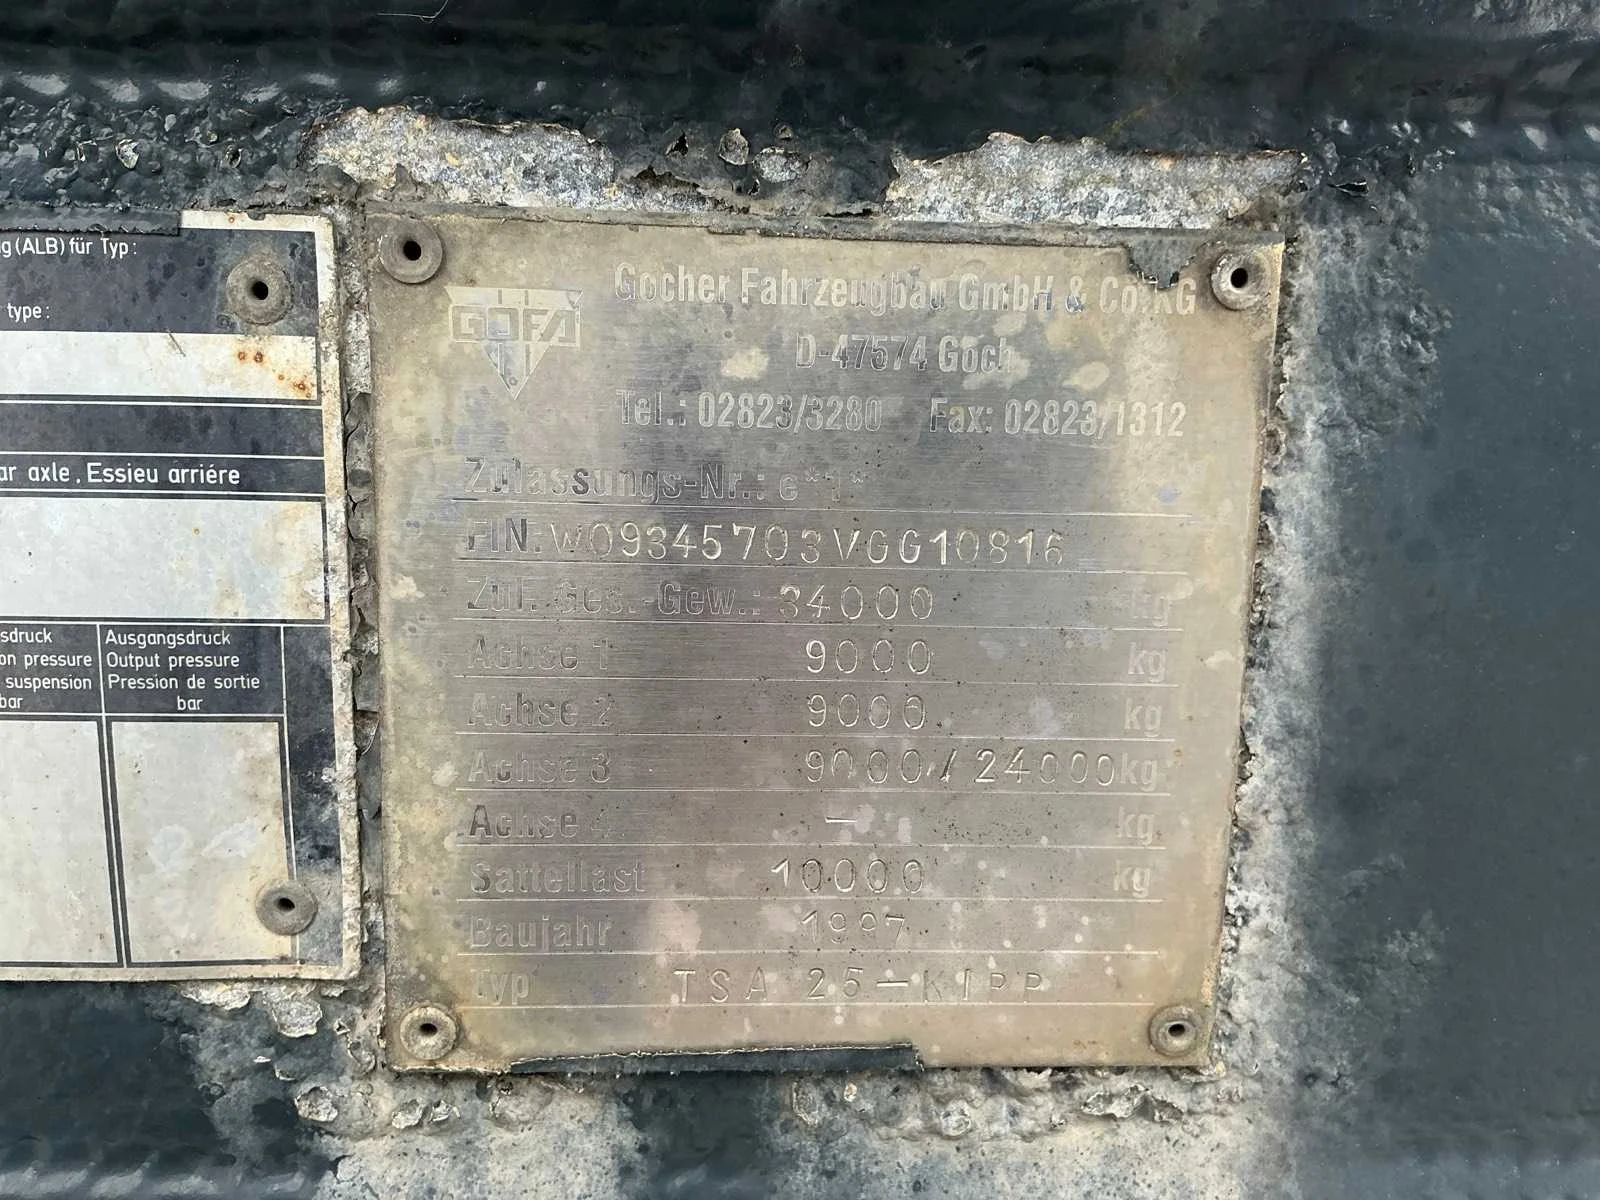 g (ALB) für Typ:
type:
ar axle, Essieu arriére
sdruck
on pressure
suspension
bar
Ausgangsdruck
Output pressure
Pression de sortie
bar
GOFA
Gocher Fahrzeugbau GmbH & Co. KG
D-47574 Goch
Tel.: 02823/3280 Fax: 02823/1312
Zulassungs-Nr.: e*1*
FIN: W09345703VGG10816
Zul. Ges.-Gew.: 34000 kg
Achse 1 9000 kg
Achse 2 9000 kg
Achse 3 9000/24000 kg
Achse 4 – kg
Sattellast 10000 kg
Baujahr 1997
Typ TSA 25-KIPP